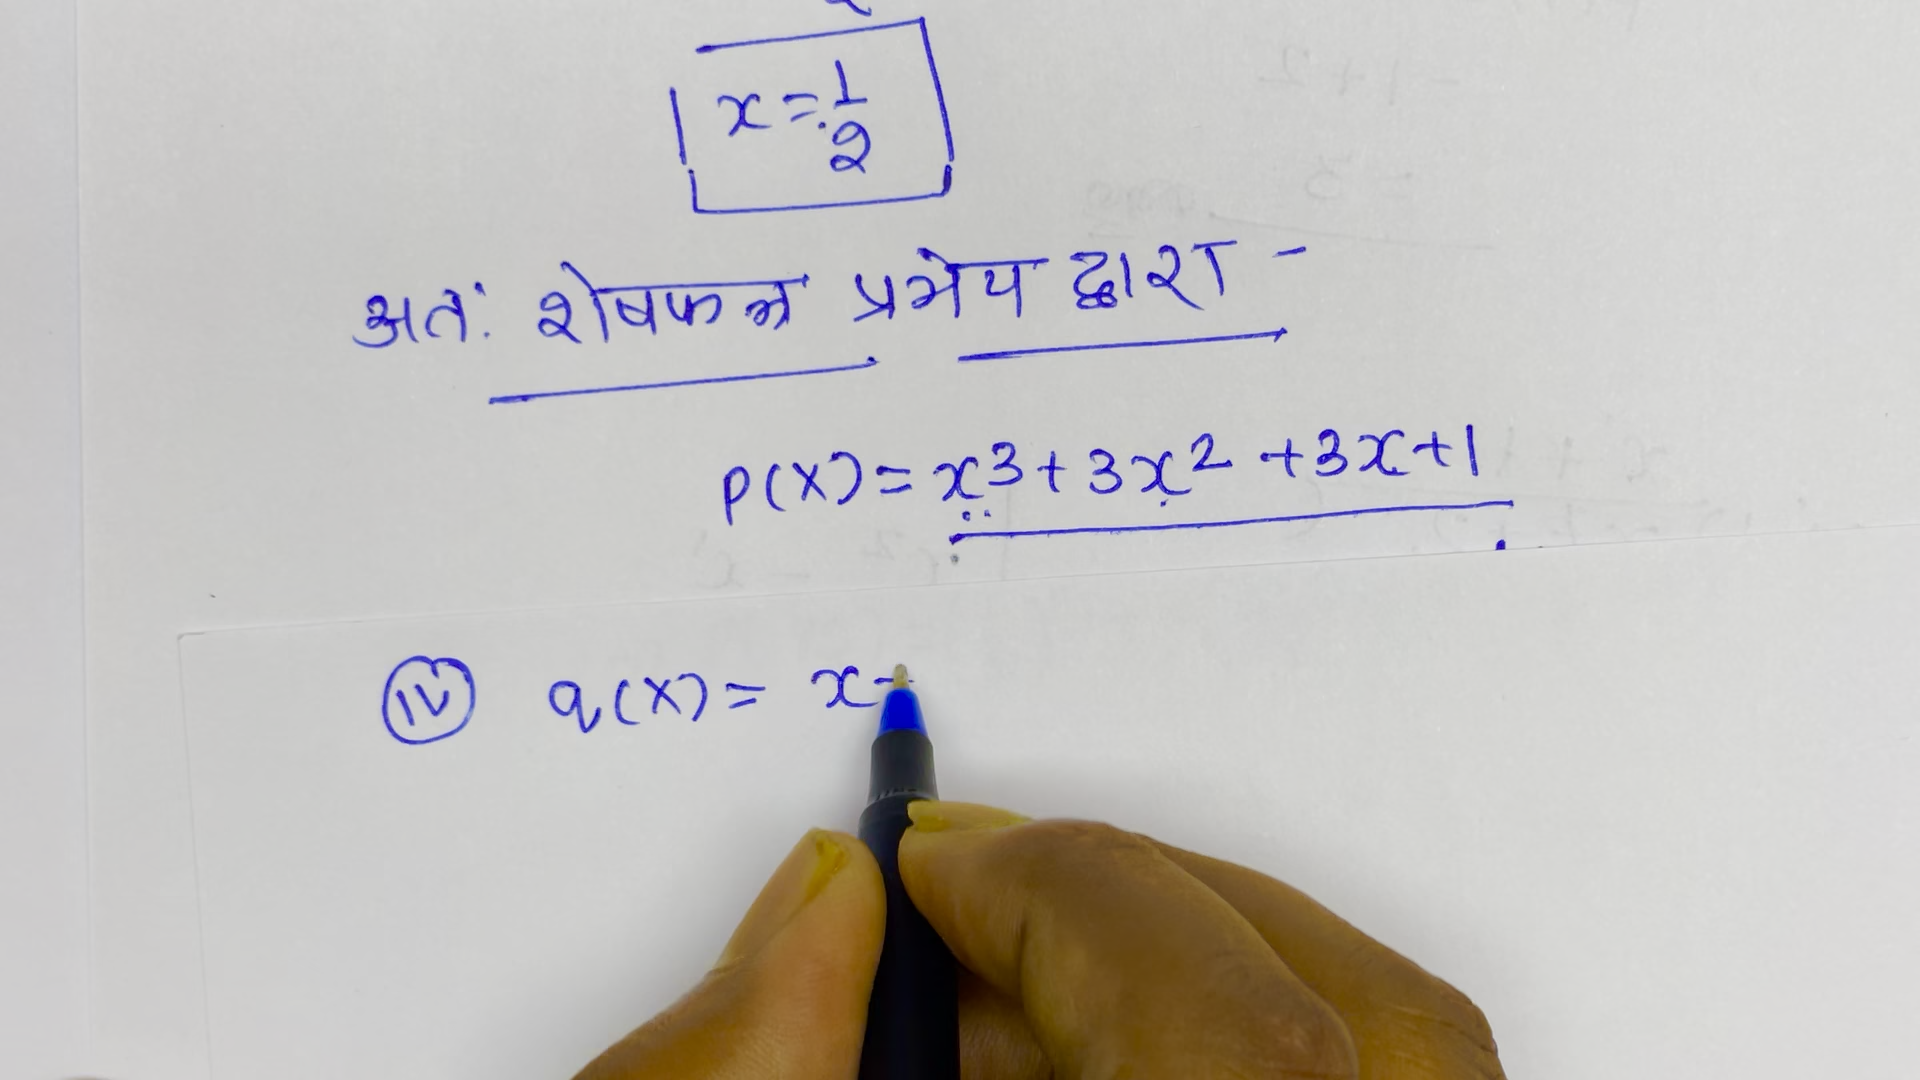 x = 1/2
अतः शेषफल प्रमेय द्वारा -
p(x) = x³ + 3x² + 3x + 1
(iv) q(x) = x